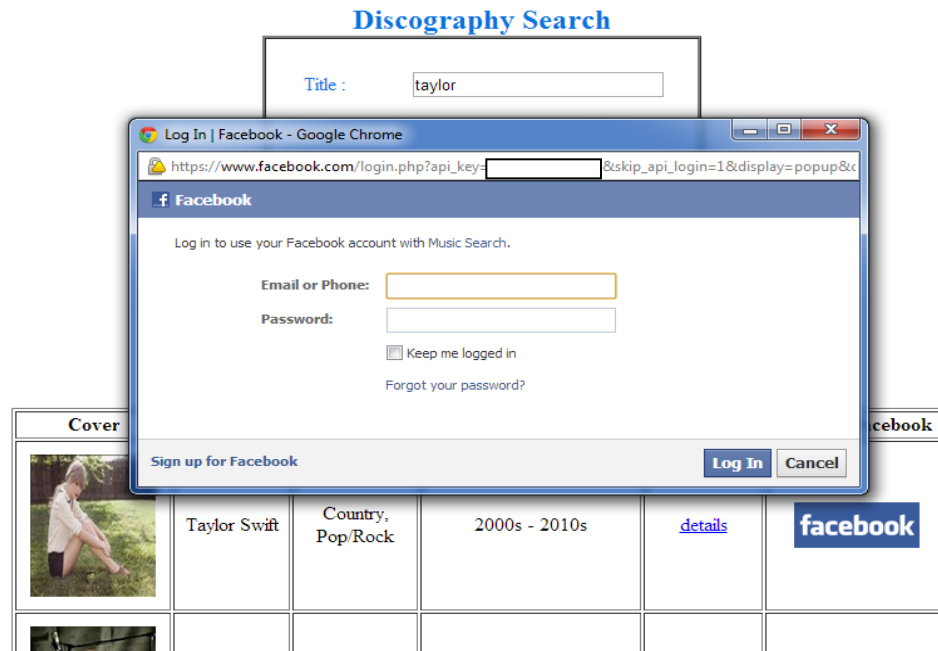 Discography Search
Title :
taylor
Log In | Facebook - Google Chrome
https://www.facebook.com/login.php?api_key= &skip_api_login=1&display=popup&
f Facebook
Log in to use your Facebook account with Music Search.
Email or Phone:
Password:
Keep me logged in
Forgot your password?
Sign up for Facebook
Log In Cancel
Cover cebook
Taylor Swift
Country,
Pop/Rock
2000s - 2010s
details
facebook